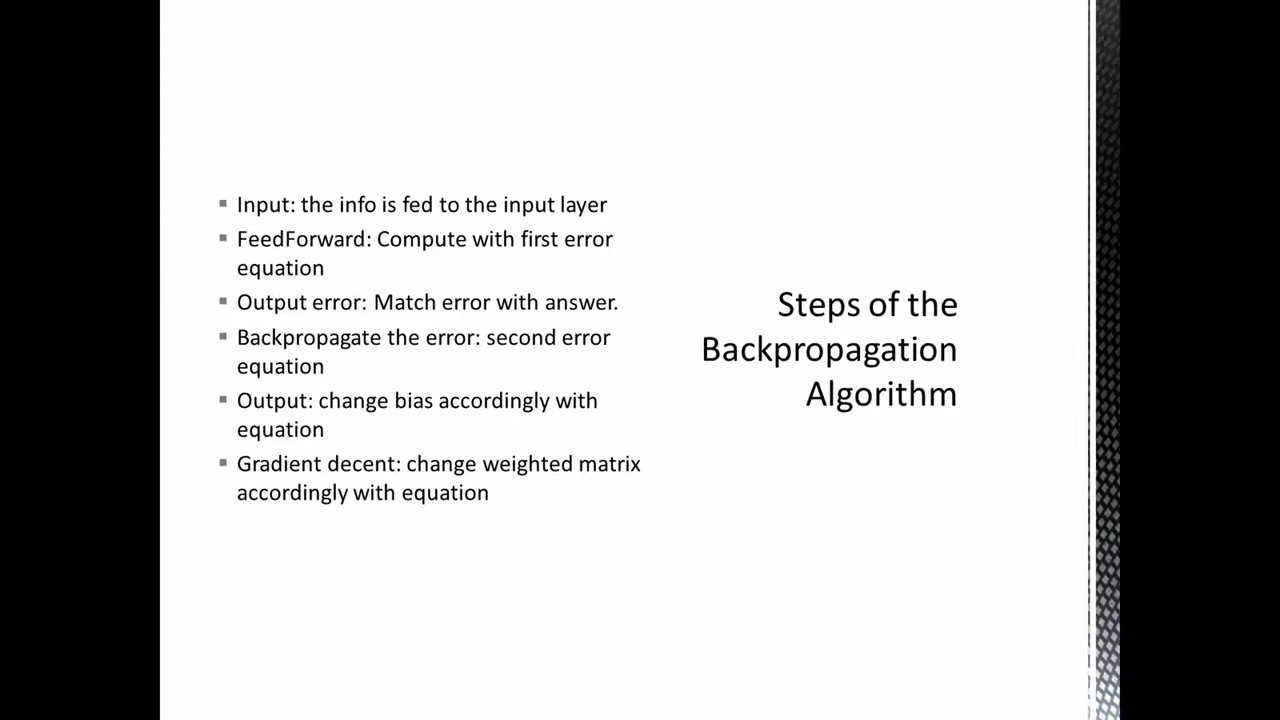 Input: the info is fed to the input layer
FeedForward: Compute with first error
equation
Output error: Match error with answer.
Backpropagate the error: second error
equation
Output: change bias accordingly with
equation
Gradient decent: change weighted matrix
accordingly with equation
Steps of the
Backpropagation
Algorithm